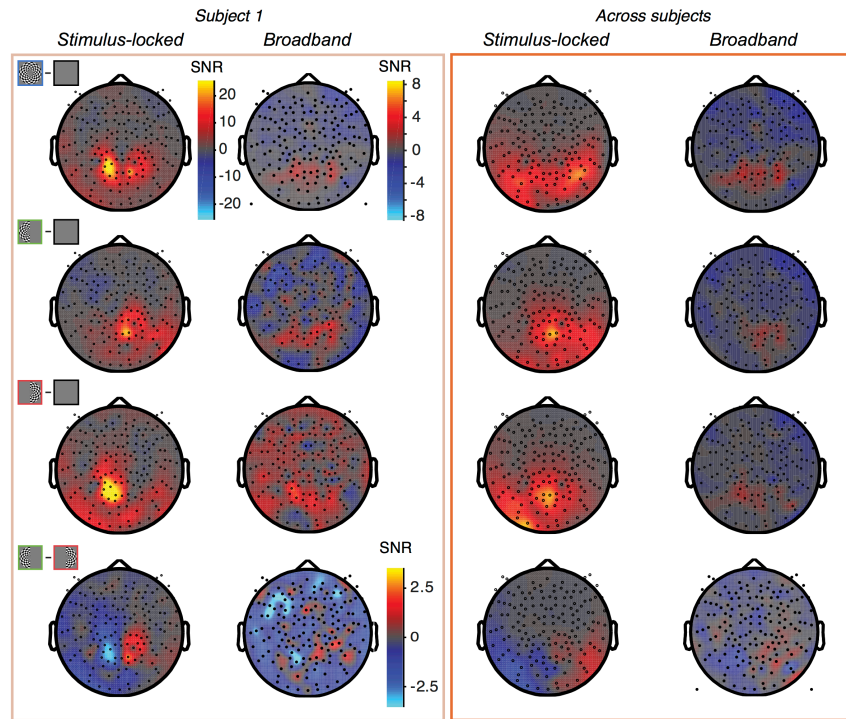 Subject 1
Across subjects
Stimulus-locked
Broadband
Stimulus-locked
Broadband
SNR
20
10
0
-10
-20
SNR
8
4
0
-4
-8
SNR
2.5
0
-2.5